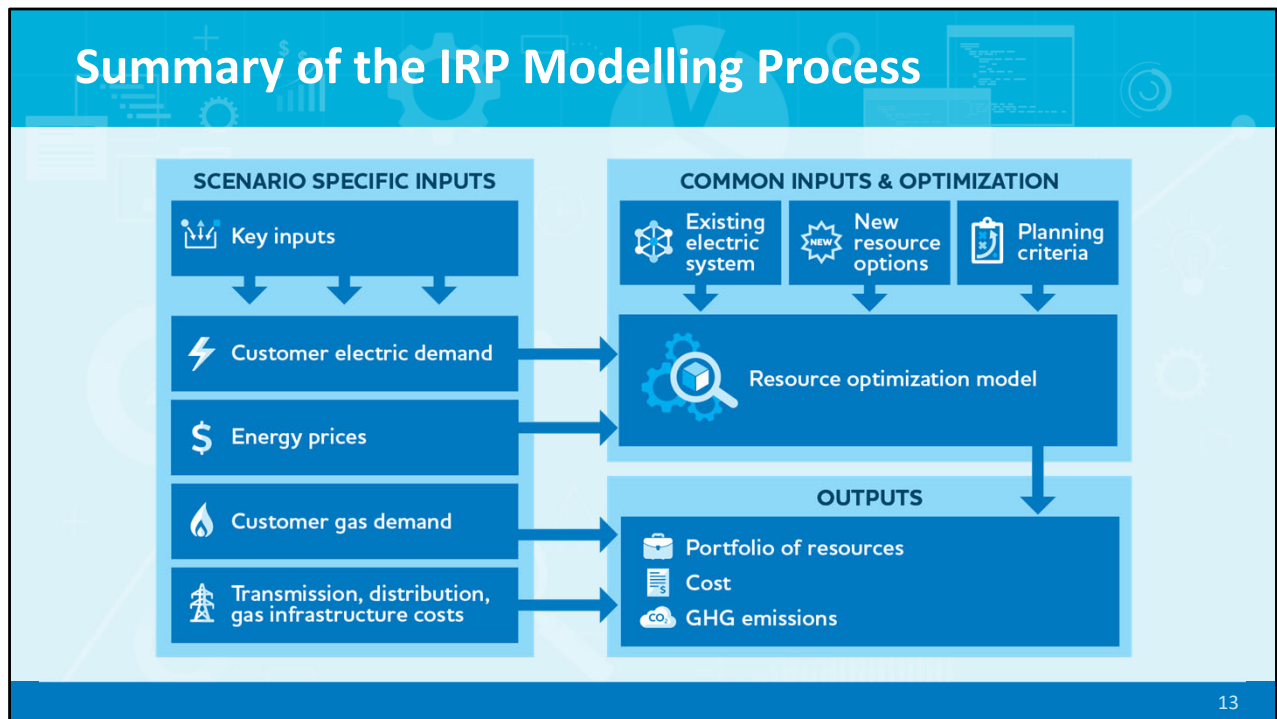 Summary of the IRP Modelling Process
SCENARIO SPECIFIC INPUTS
Key inputs
Customer electric demand
Energy prices
Customer gas demand
Transmission, distribution,
gas infrastructure costs
COMMON INPUTS & OPTIMIZATION
Existing
electric
system
NEW
New
resource
options
Planning
criteria
Resource optimization model
OUTPUTS
Portfolio of resources
Cost
CO₂
GHG emissions
13